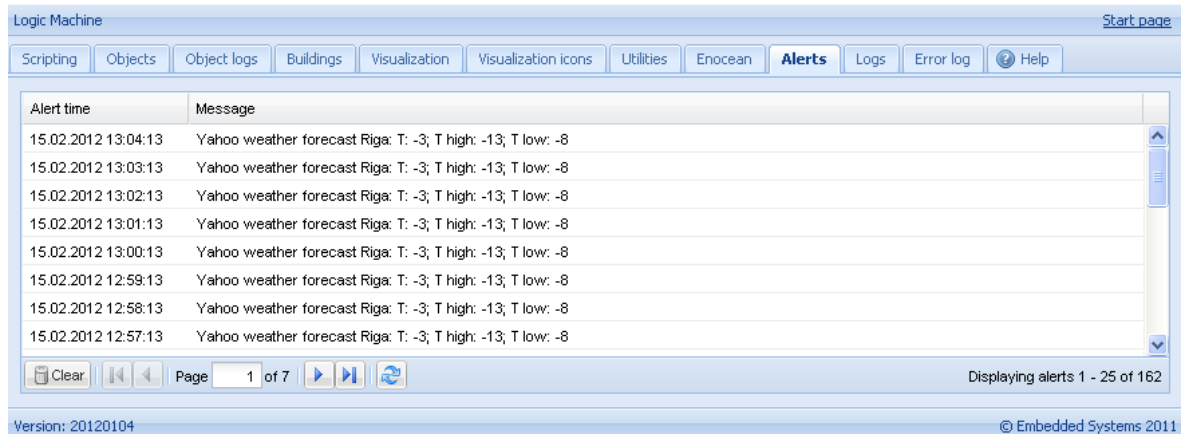 Logic Machine Start page
Scripting Objects Object logs Buildings Visualization Visualization icons Utilities Enocean Alerts Logs Error log Help
Alert time Message
15.02.2012 13:04:13 Yahoo weather forecast Riga: T: -3; T high: -13; T low: -8
15.02.2012 13:03:13 Yahoo weather forecast Riga: T: -3; T high: -13; T low: -8
15.02.2012 13:02:13 Yahoo weather forecast Riga: T: -3; T high: -13; T low: -8
15.02.2012 13:01:13 Yahoo weather forecast Riga: T: -3; T high: -13; T low: -8
15.02.2012 13:00:13 Yahoo weather forecast Riga: T: -3; T high: -13; T low: -8
15.02.2012 12:59:13 Yahoo weather forecast Riga: T: -3; T high: -13; T low: -8
15.02.2012 12:58:13 Yahoo weather forecast Riga: T: -3; T high: -13; T low: -8
15.02.2012 12:57:13 Yahoo weather forecast Riga: T: -3; T high: -13; T low: -8
Clear Page 1 of 7 Displaying alerts 1 - 25 of 162
Version: 20120104 © Embedded Systems 2011